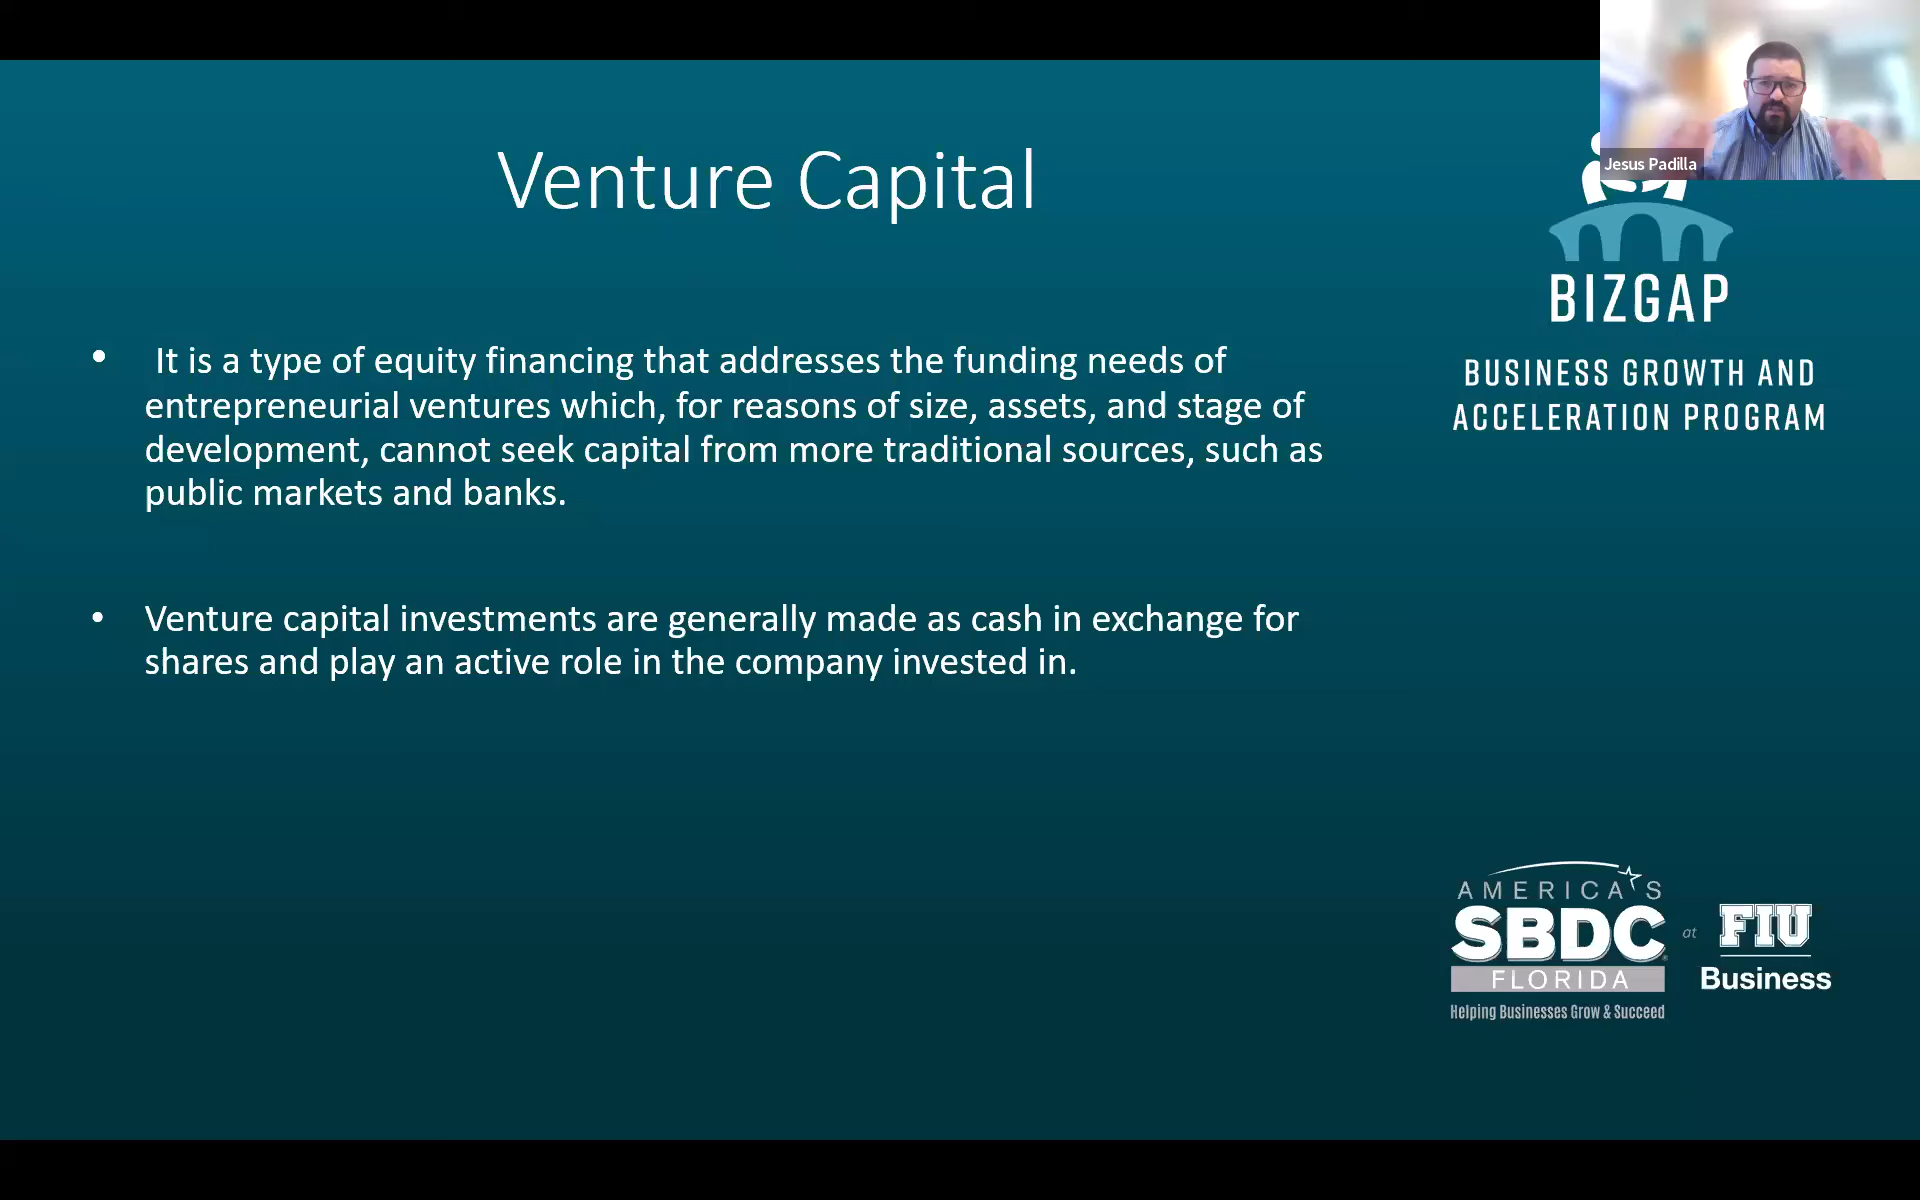 Venture Capital
• It is a type of equity financing that addresses the funding needs of
entrepreneurial ventures which, for reasons of size, assets, and stage of
development, cannot seek capital from more traditional sources, such as
public markets and banks.
• Venture capital investments are generally made as cash in exchange for
shares and play an active role in the company invested in.
Jesus Padilla
BIZGAP
BUSINESS GROWTH AND
ACCELERATION PROGRAM
AMERICA'S
SBDC
FLORIDA
Helping Businesses Grow & Succeed
at
FIU
Business